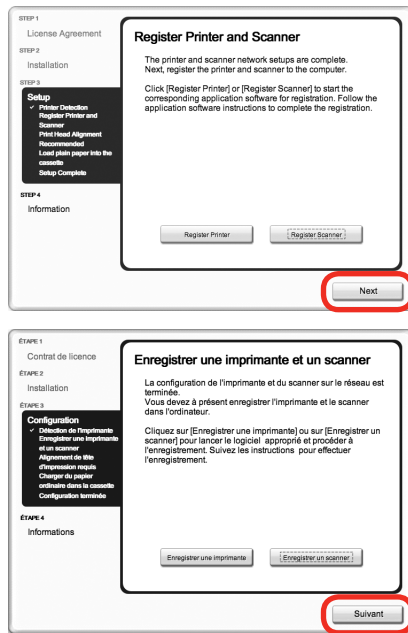 STEP 1
License Agreement
STEP 2
Installation
STEP 3
Setup
✓ Printer Detection
Register Printer and
Scanner
Print Head Alignment
Recommended
Load plain paper into the
cassette
Setup Complete
STEP 4
Information
Register Printer and Scanner
The printer and scanner network setups are complete.
Next, register the printer and scanner to the computer.
Click [Register Printer] or [Register Scanner] to start the
corresponding application software for registration. Follow the
application software instructions to complete the registration.
Register Printer
Register Scanner
Next
ÉTAPE 1
Contrat de licence
ÉTAPE 2
Installation
ÉTAPE 3
Configuration
✓ Détection de l'imprimante
Enregistrer une imprimante
et un scanner
Alignement de tête
d'impression requis
Charger du papier
ordinaire dans la cassette
Configuration terminée
ÉTAPE 4
Informations
Enregistrer une imprimante et un scanner
La configuration de l'imprimante et du scanner sur le réseau est
terminée.
Vous devez à présent enregistrer l'imprimante et le scanner
dans l'ordinateur.
Cliquez sur [Enregistrer une imprimante] ou sur [Enregistrer un
scanner] pour lancer le logiciel approprié et procéder à
l'enregistrement. Suivez les instructions pour effectuer
l'enregistrement.
Enregistrer une imprimante
Enregistrer un scanner
Suivant